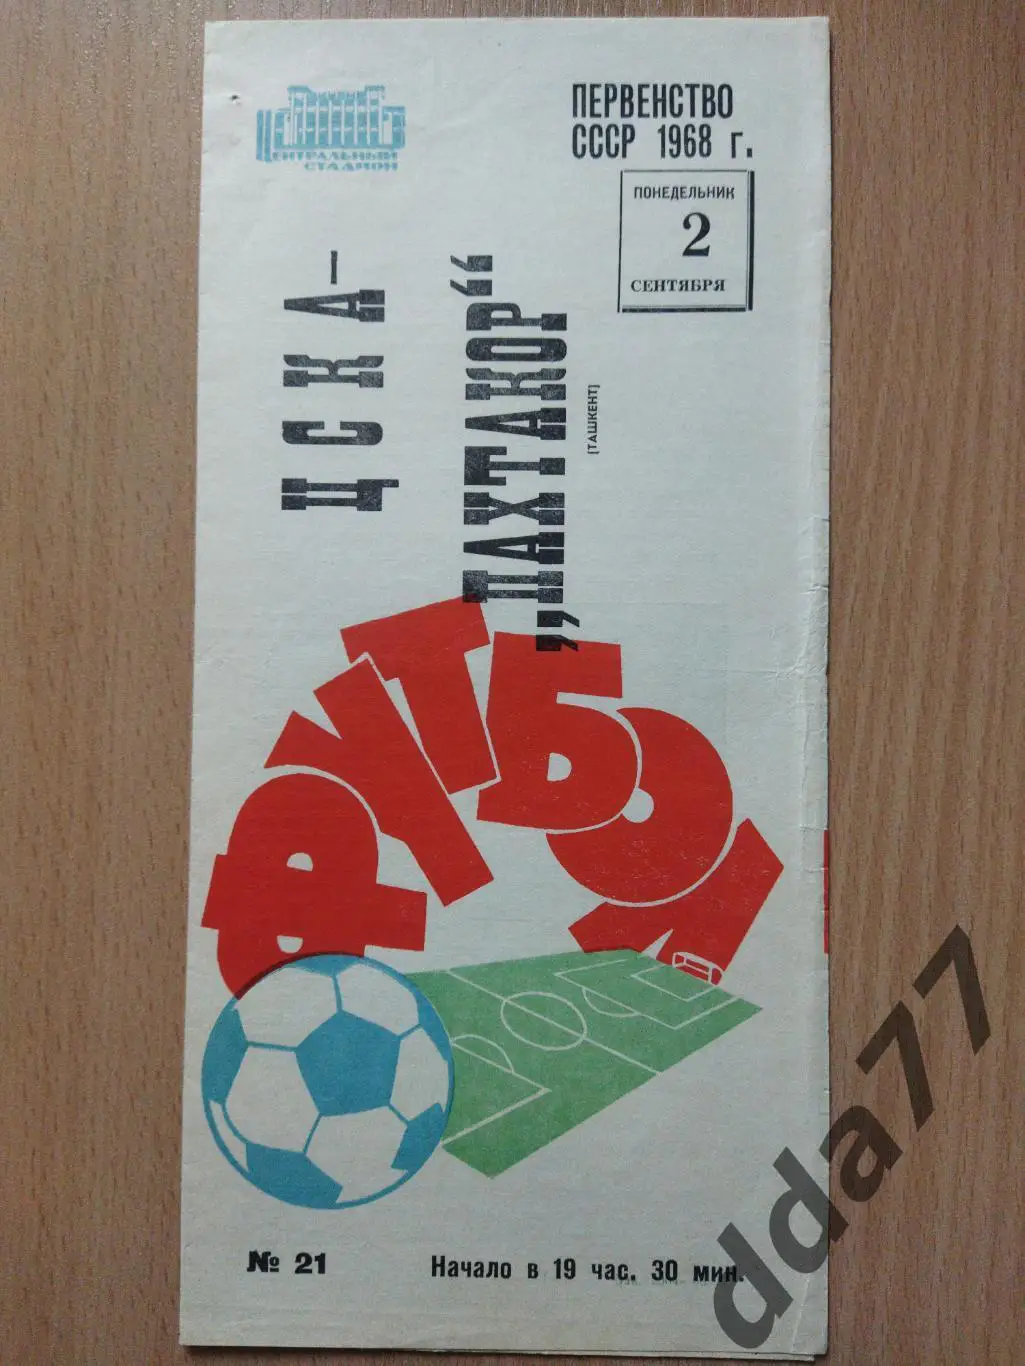 ЦЕНТРАЛЬНЫЙ
СТАДИОН
ПЕРВЕНСТВО
СССР 1968 г.
ПОНЕДЕЛЬНИК
2
СЕНТЯБРЯ
ЦСКА–
„ПАХТАКОР“
(ТАШКЕНТ)
ФУТБОЛ
№ 21
Начало в 19 час. 30 мин.
dda77